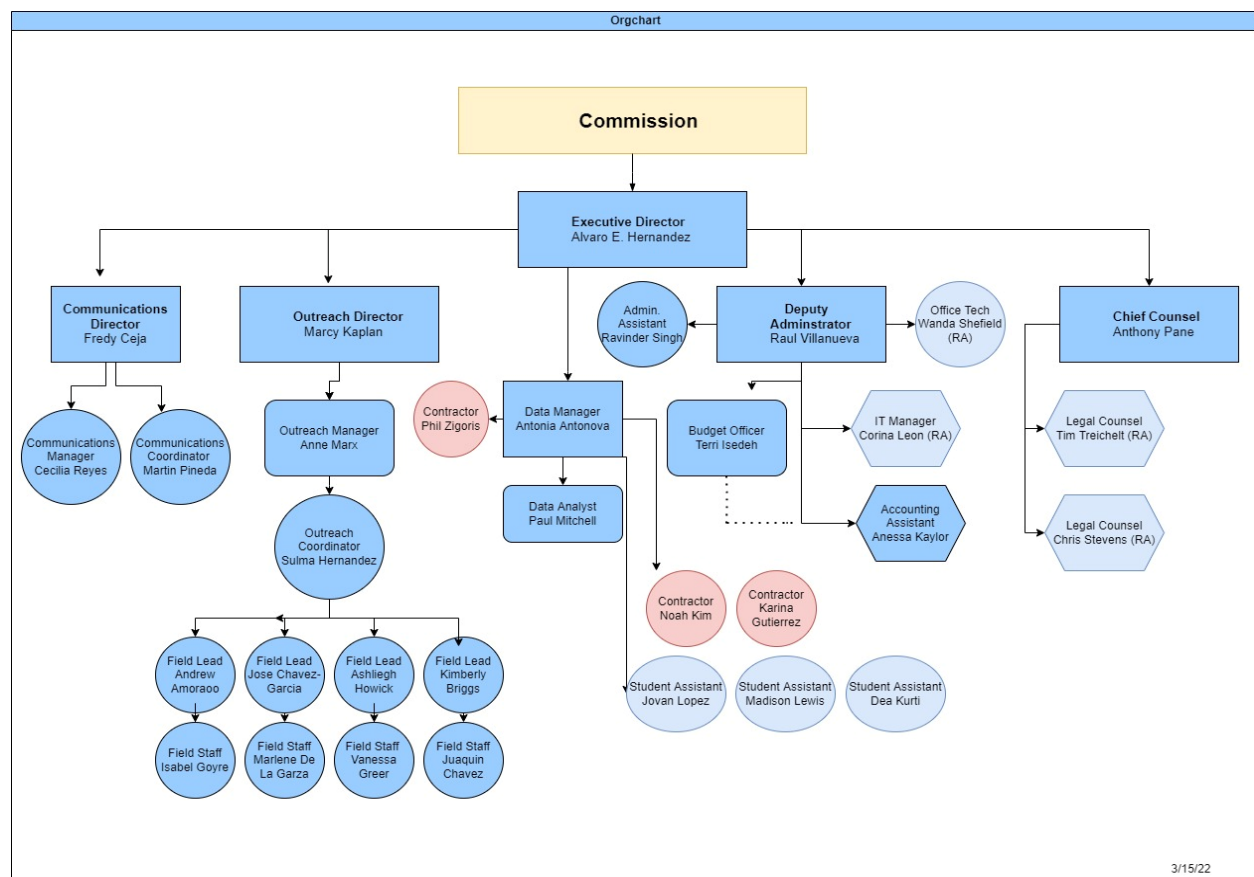 Orgchart
Commission
Executive Director
Alvaro E. Hernandez
Communications
Director
Fredy Ceja
Outreach Director
Marcy Kaplan
Admin.
Assistant
Ravinder Singh
Deputy
Adminstrator
Raul Villanueva
Office Tech
Wanda Shefield
(RA)
Chief Counsel
Anthony Pane
Communications
Manager
Cecilia Reyes
Communications
Coordinator
Martin Pineda
Outreach Manager
Anne Marx
Contractor
Phil Zigoris
Data Manager
Antonia Antonova
Budget Officer
Terri Isedeh
IT Manager
Corina Leon (RA)
Legal Counsel
Tim Treichelt (RA)
Data Analyst
Paul Mitchell
Accounting
Assistant
Anessa Kaylor
Legal Counsel
Chris Stevens (RA)
Outreach
Coordinator
Sulma Hernandez
Contractor
Noah Kim
Contractor
Karina
Gutierrez
Field Lead
Andrew
Amoraoo
Field Lead
Jose Chavez-
Garcia
Field Lead
Ashliegh
Howick
Field Lead
Kimberly
Briggs
Student Assistant
Jovan Lopez
Student Assistant
Madison Lewis
Student Assistant
Dea Kurti
Field Staff
Isabel Goyre
Field Staff
Marlene De
La Garza
Field Staff
Vanessa
Greer
Field Staff
Juaquin
Chavez
3/15/22